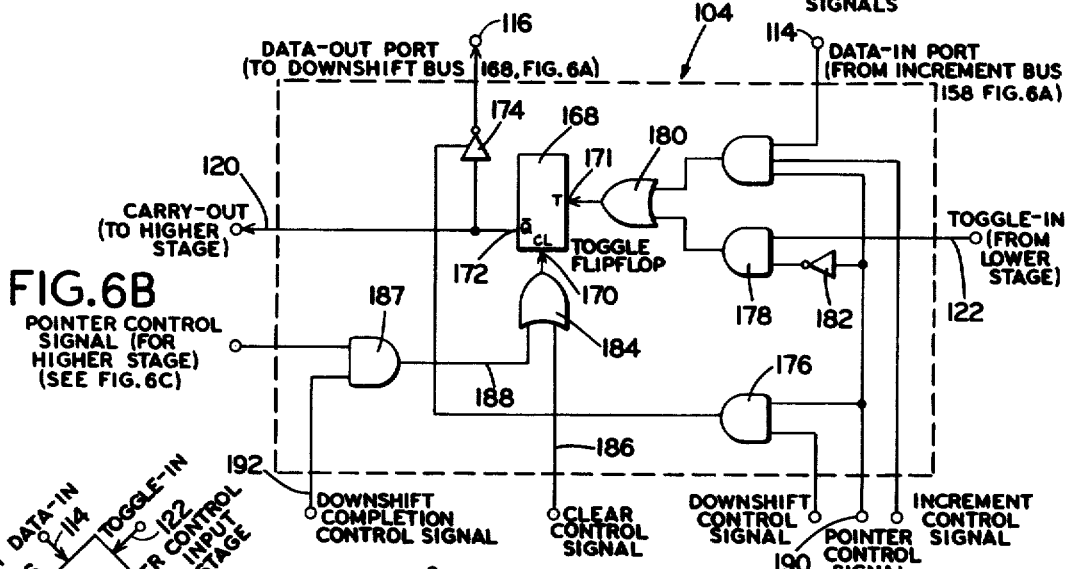 SIGNALS
116
104
114
DATA-OUT PORT
(TO DOWNSHIFT BUS 168, FIG. 6A)
DATA-IN PORT
(FROM INCREMENT BUS
158 FIG. 6A)
174
168
180
171
T
120
CARRY-OUT
(TO HIGHER
STAGE)
Q̄
CL
172
TOGGLE
FLIPFLOP
170
TOGGLE-IN
(FROM
LOWER
STAGE)
122
178
182
FIG. 6B
POINTER CONTROL
SIGNAL (FOR
HIGHER STAGE)
(SEE FIG. 6C)
187
184
188
176
186
192
DOWNSHIFT
COMPLETION
CONTROL SIGNAL
CLEAR
CONTROL
SIGNAL
DOWNSHIFT
CONTROL
SIGNAL
190
POINTER
CONTROL
SIGNAL
INCREMENT
CONTROL
SIGNAL
DATA-IN
114
TOGGLE-IN
122
CONTROL
INPUT